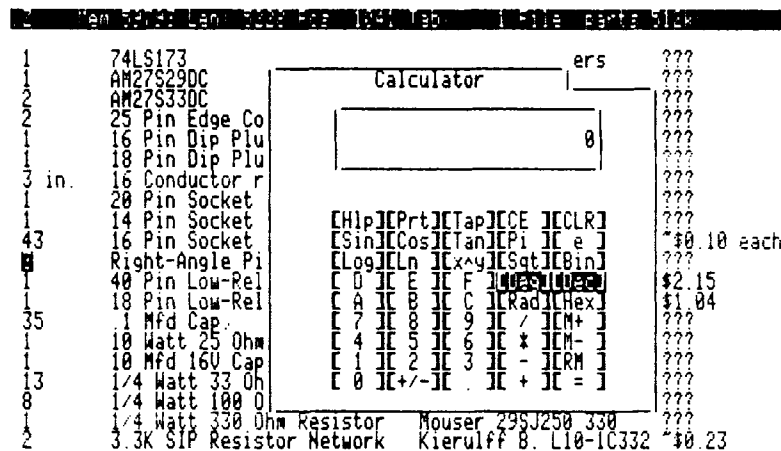 1 74LS173 ers ???
1 AM27S29DC Calculator ???
2 AM27S33DC ???
2 25 Pin Edge Co ???
1 16 Pin Dip Plu 0 ???
1 18 Pin Dip Plu ???
3 in. 16 Conductor r ???
1 20 Pin Socket ???
1 14 Pin Socket [Hlp][Prt][Tap][CE ][CLR] ???
43 16 Pin Socket [Sin][Cos][Tan][Pi ][ e ] ~$0.10 each
Right-Angle Pi [Log][Ln ][x^y][Sqt][Bin] ???
1 40 Pin Low-Rel [ D ][ E ][ F ][Deg][Dec] $2.15
1 18 Pin Low-Rel [ A ][ B ][ C ][Rad][Hex] $1.04
35 .1 Mfd Cap. [ 7 ][ 8 ][ 9 ][ / ][M+ ] ???
1 10 Watt 25 Ohm [ 4 ][ 5 ][ 6 ][ * ][M- ] ???
1 10 Mfd 16V Cap [ 1 ][ 2 ][ 3 ][ - ][RM ] ???
13 1/4 Watt 33 Oh [ 0 ][+/-][ . ][ + ][ = ] ???
8 1/4 Watt 100 O ???
1 1/4 Watt 330 Ohm Resistor Mouser 29SJ250 330 ???
2 3.3K SIP Resistor Network Kierulff B. L10-1C332 ~$0.23